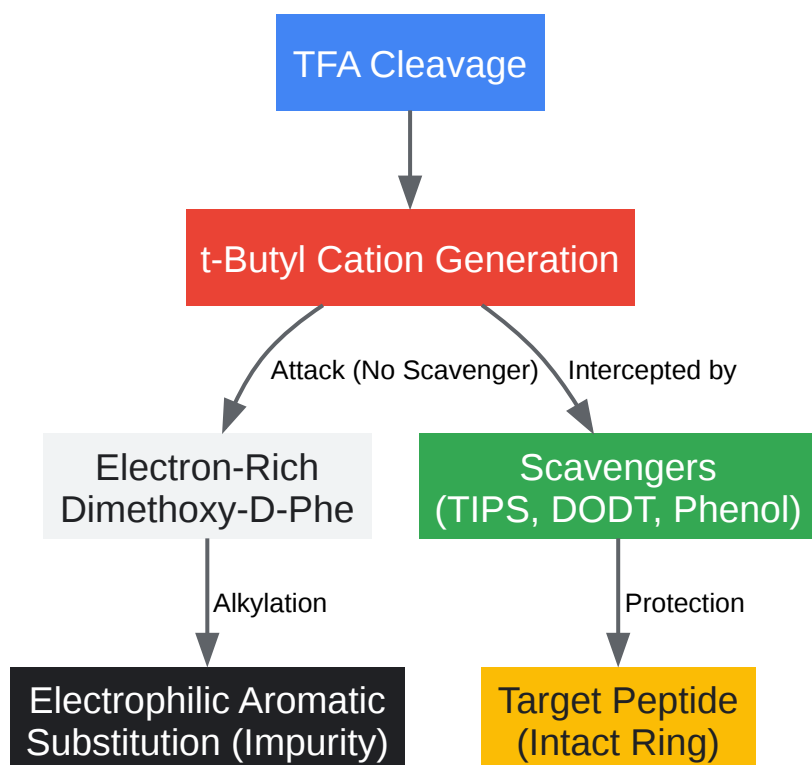 TFA Cleavage
t-Butyl Cation Generation
Attack (No Scavenger)
Intercepted by
Electron-Rich
Dimethoxy-D-Phe
Scavengers
(TIPS, DODT, Phenol)
Alkylation
Protection
Electrophilic Aromatic
Substitution (Impurity)
Target Peptide
(Intact Ring)